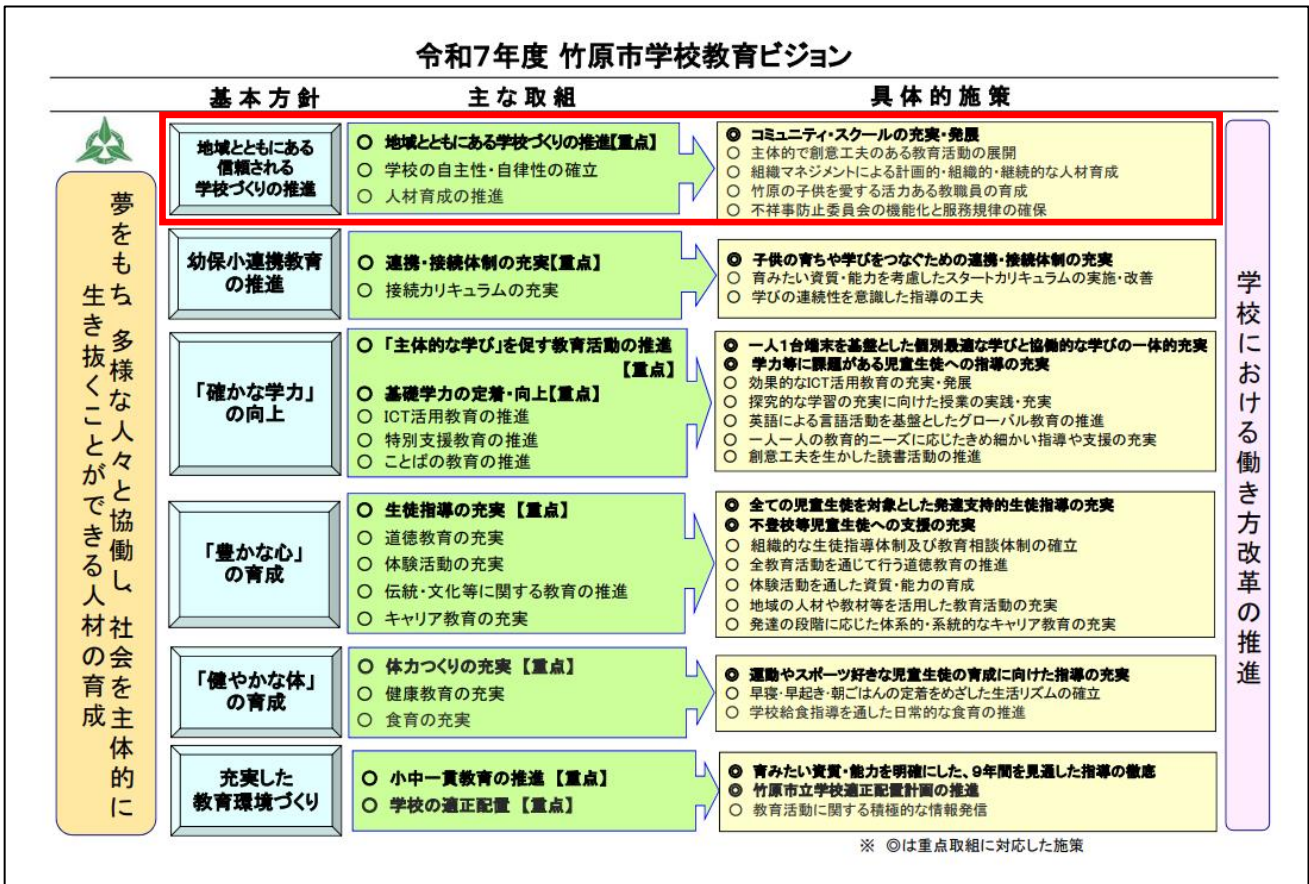 令和7年度 竹原市学校教育ビジョン
基本方針
主な取組
具体的施策
夢をもち、多様な人々と協働し、社会を主体的に
生き抜くことができる人材の育成
地域とともにある
信頼される
学校づくりの推進
○ 地域とともにある学校づくりの推進【重点】
○ 学校の自主性・自律性の確立
○ 人材育成の推進
◎ コミュニティ・スクールの充実・発展
○ 主体的で創意工夫のある教育活動の展開
○ 組織マネジメントによる計画的・組織的・継続的な人材育成
○ 竹原の子供を愛する活力ある教職員の育成
○ 不祥事防止委員会の機能化と服務規律の確保
幼保小連携教育
の推進
○ 連携・接続体制の充実【重点】
○ 接続カリキュラムの充実
◎ 子供の育ちや学びをつなぐための連携・接続体制の充実
○ 育みたい資質・能力を考慮したスタートカリキュラムの実施・改善
○ 学びの連続性を意識した指導の工夫
「確かな学力」
の向上
○ 「主体的な学び」を促す教育活動の推進
【重点】
○ 基礎学力の定着・向上【重点】
○ ICT活用教育の推進
○ 特別支援教育の推進
○ ことばの教育の推進
◎ 一人1台端末を基盤とした個別最適な学びと協働的な学びの一体的充実
◎ 学力等に課題がある児童生徒への指導の充実
○ 効果的なICT活用教育の充実・発展
○ 探究的な学習の充実に向けた授業の実践・充実
○ 英語による言語活動を基盤としたグローバル教育の推進
○ 一人一人の教育的ニーズに応じたきめ細かい指導や支援の充実
○ 創意工夫を生かした読書活動の推進
「豊かな心」
の育成
○ 生徒指導の充実 【重点】
○ 道徳教育の充実
○ 体験活動の充実
○ 伝統・文化等に関する教育の推進
○ キャリア教育の充実
◎ 全ての児童生徒を対象とした発達支持的生徒指導の充実
◎ 不登校等児童生徒への支援の充実
○ 組織的な生徒指導体制及び教育相談体制の確立
○ 全教育活動を通じて行う道徳教育の推進
○ 体験活動を通した資質・能力の育成
○ 地域の人材や教材等を活用した教育活動の充実
○ 発達の段階に応じた体系的・系統的なキャリア教育の充実
「健やかな体」
の育成
○ 体力つくりの充実 【重点】
○ 健康教育の充実
○ 食育の充実
◎ 運動やスポーツ好きな児童生徒の育成に向けた指導の充実
○ 早寝・早起き・朝ごはんの定着をめざした生活リズムの確立
○ 学校給食指導を通した日常的な食育の推進
充実した
教育環境づくり
○ 小中一貫教育の推進 【重点】
○ 学校の適正配置 【重点】
◎ 育みたい資質・能力を明確にした、9年間を見通した指導の徹底
◎ 竹原市立学校適正配置計画の推進
○ 教育活動に関する積極的な情報発信
学校における働き方改革の推進
※ ◎は重点取組に対応した施策